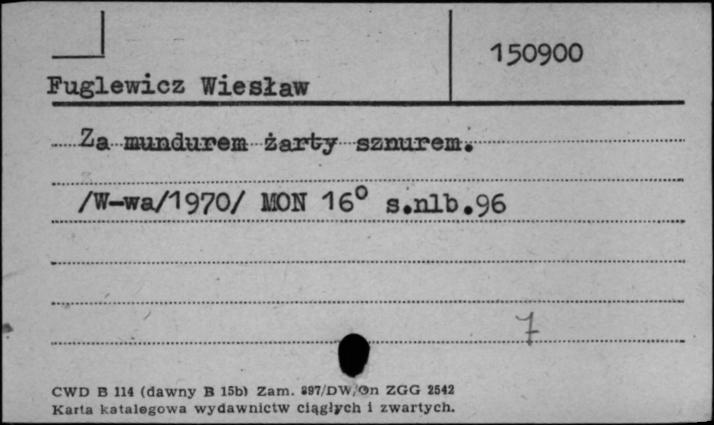 150900
Fuglewicz Wiesław
Za mundurem żarty sznurem.
/W-wa/1970/ MON 16° s.nlb.96
7
CWD B 114 (dawny B 15b) Zam. 897/DW/On ZGG 2542
Karta katalogowa wydawnictw ciągłych i zwartych.